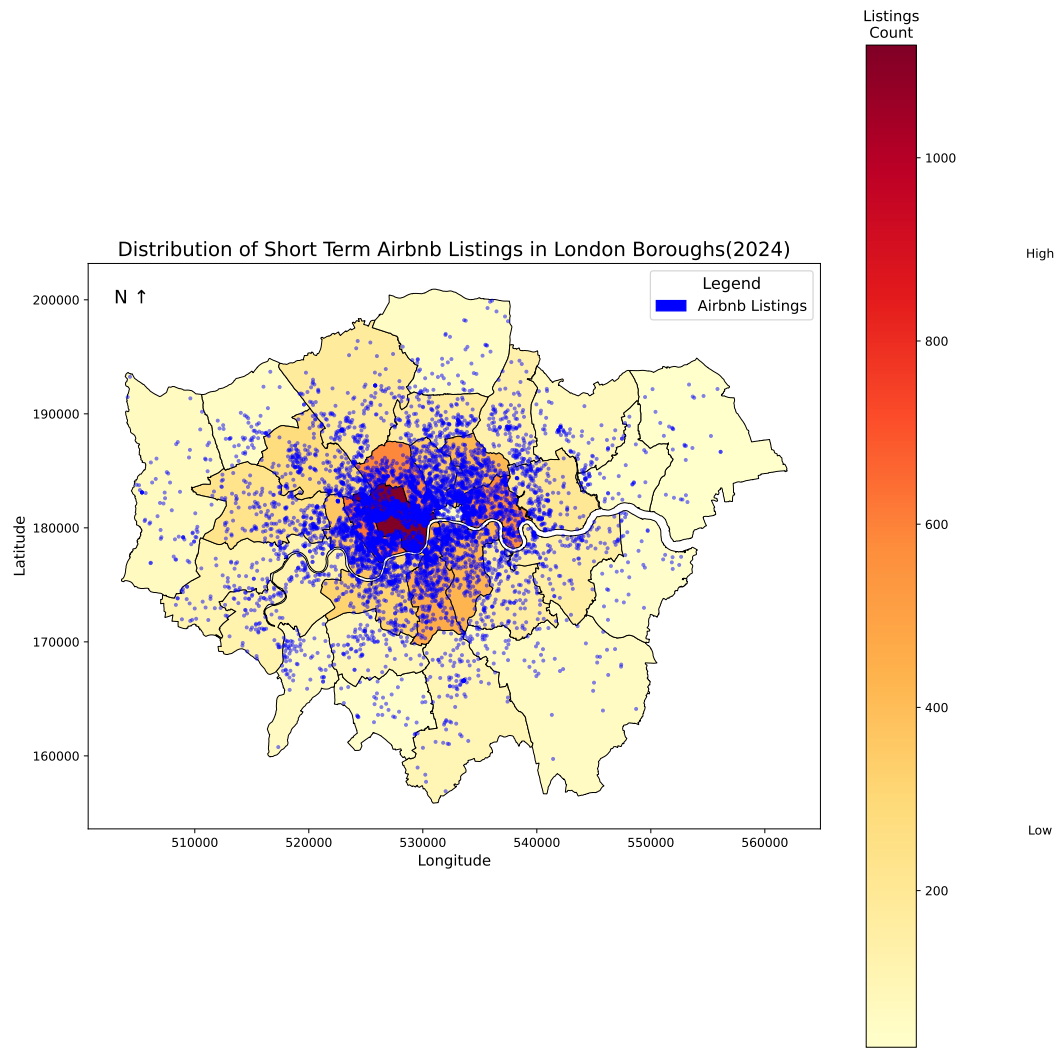 Listings
Count
Distribution of Short Term Airbnb Listings in London Boroughs(2024)
N ↑
Legend
Airbnb Listings
200000
190000
180000
170000
160000
Latitude
510000
520000
530000
540000
550000
560000
Longitude
1000
800
600
400
200
High
Low